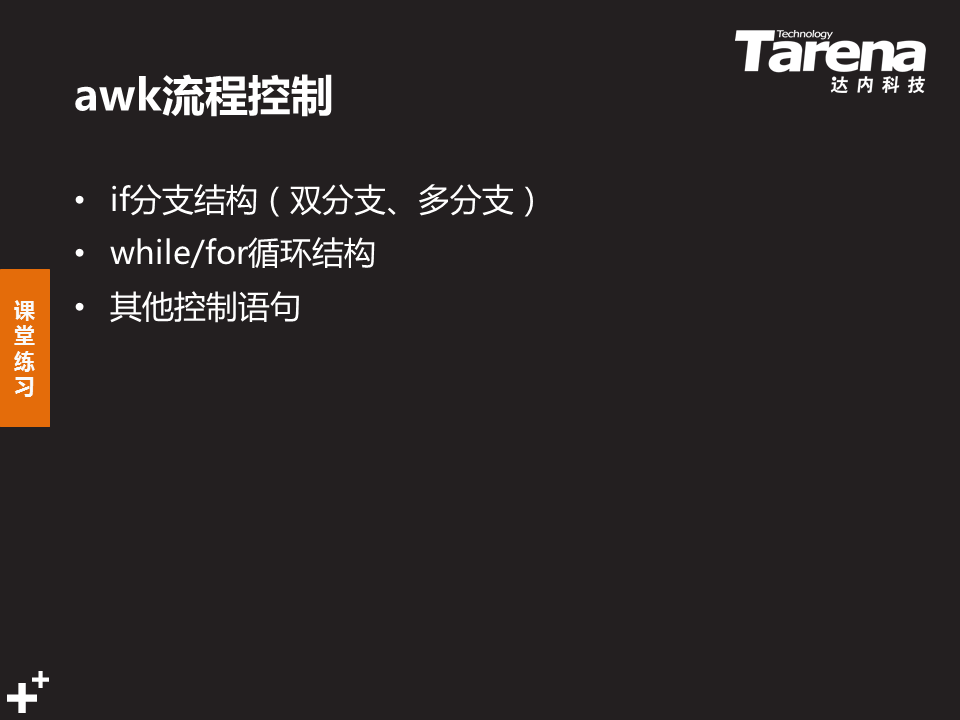 Technology
Tarena
达内科技
awk流程控制
• if分支结构（双分支、多分支）
• while/for循环结构
• 其他控制语句
课
堂
练
习